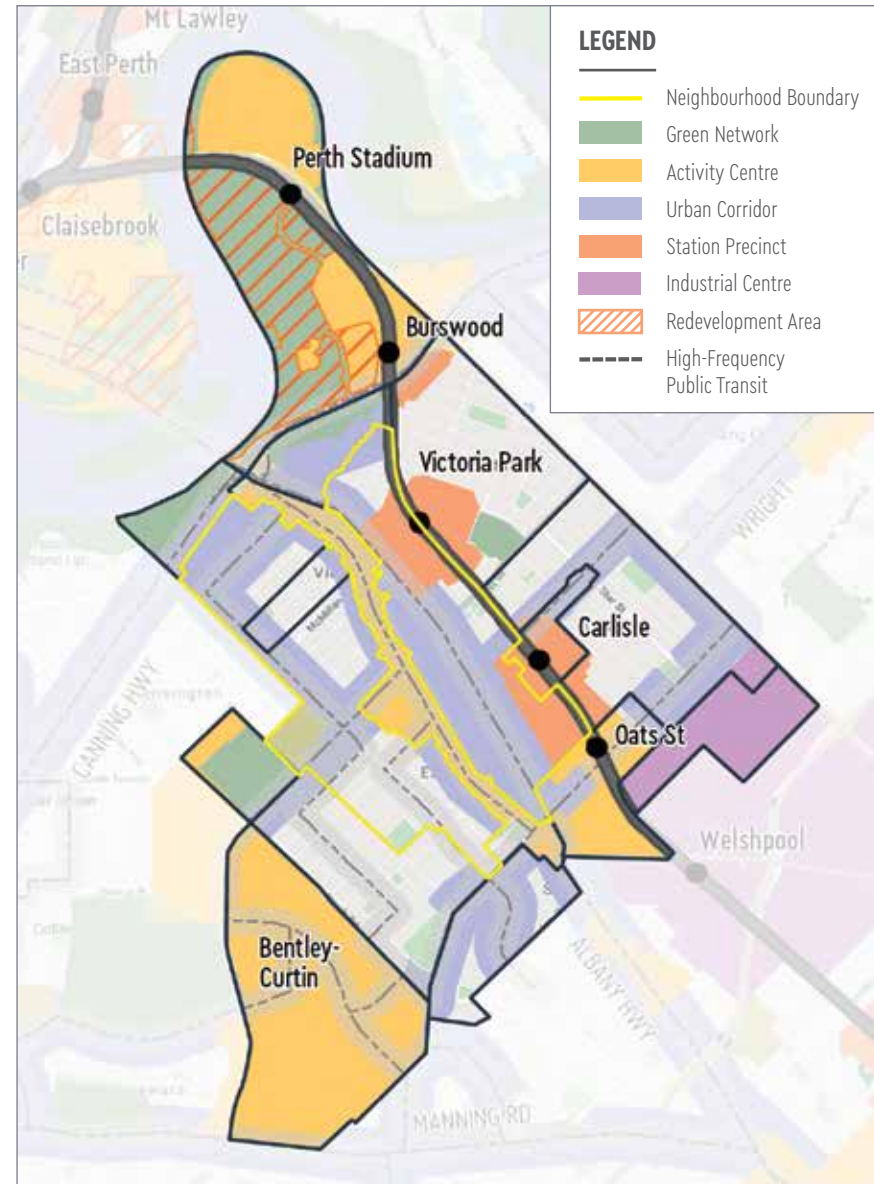 Mt Lawley
East Perth
Perth Stadium
Claisebrook
Burswood
Victoria Park
WRIGHT
Carlisle
Oats St
CANNING HWY
Welshpool
Bentley-
Curtin
ALBANY HWY
MANNING RD
LEGEND
Neighbourhood Boundary
Green Network
Activity Centre
Urban Corridor
Station Precinct
Industrial Centre
Redevelopment Area
High-Frequency
Public Transit